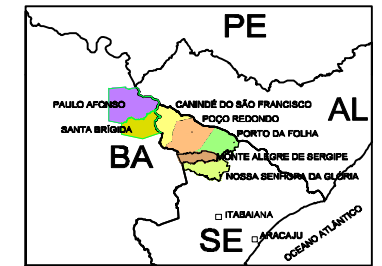 PE
PAULO AFONSO
CANINDÉ DO SÃO FRANCISCO
AL
POÇO REDONDO
SANTA BRÍGIDA
PORTO DA FOLHA
BA
MONTE ALEGRE DE SERGIPE
NOSSA SENHORA DA GLÓRIA
ITABAIANA
SE
ARACAJU
OCEANO ATLÂNTICO